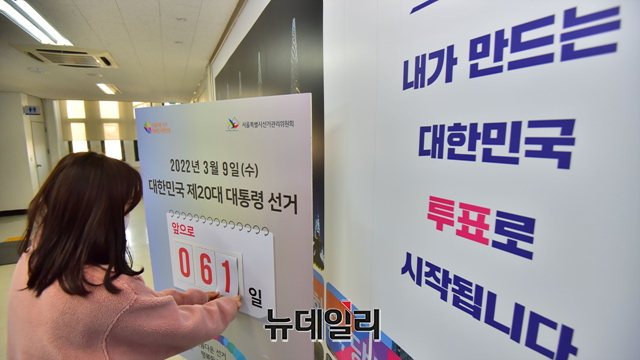 서울특별시선거관리위원회
2022년 3월 9일(수)
대한민국 제20대 대통령 선거
앞으로
061일
내가 만드는
대한민국
투표로
시작됩니다
뉴데일리